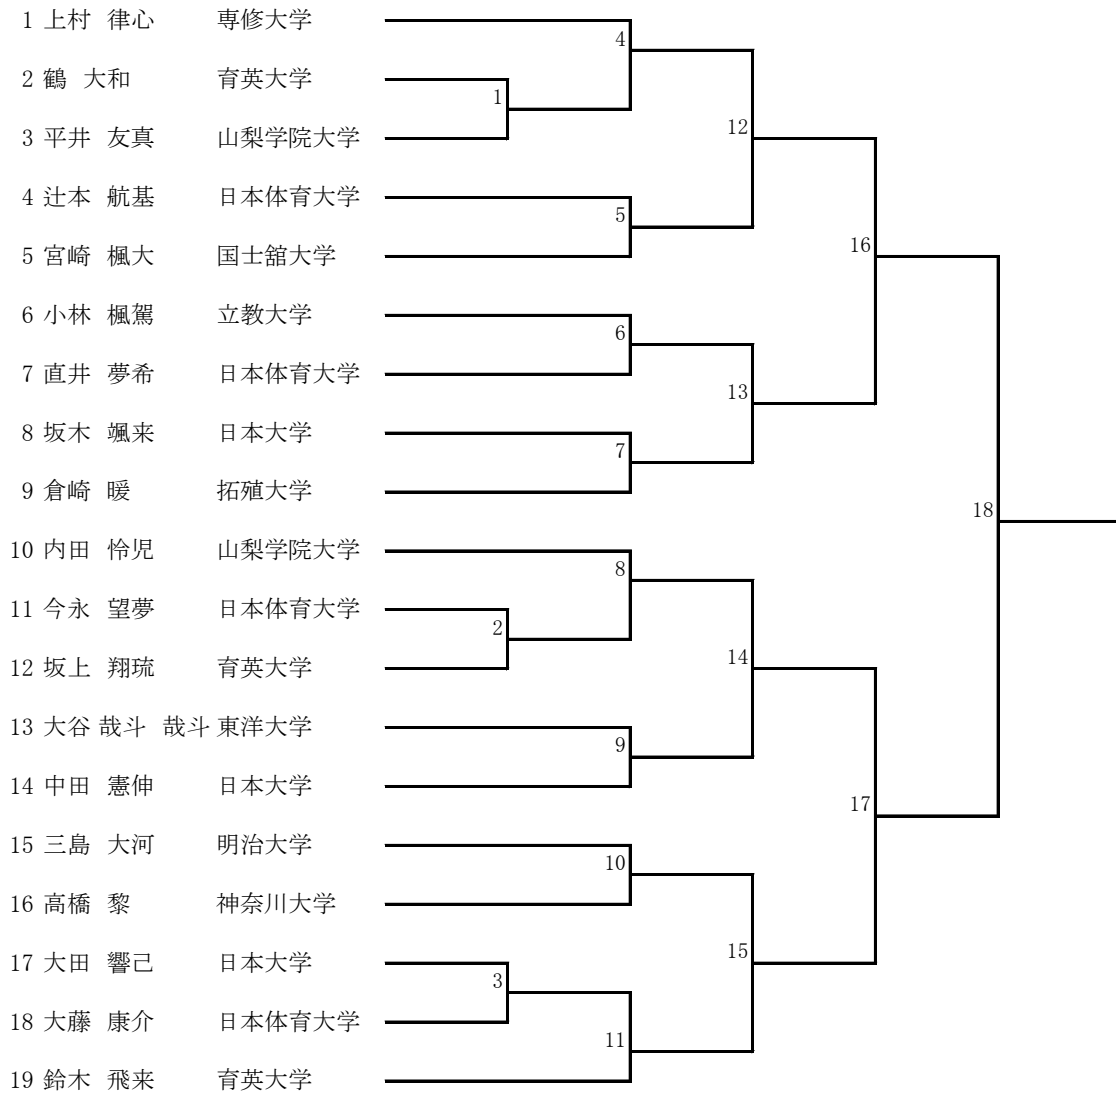 1 上村 律心 専修大学
4
2 鶴 大和 育英大学
1
12
3 平井 友真 山梨学院大学
4 辻本 航基 日本体育大学
5
16
5 宮崎 楓大 国士舘大学
6 小林 楓駕 立教大学
6
7 直井 夢希 日本体育大学
13
8 坂木 颯来 日本大学
7
9 倉崎 暖 拓殖大学
18
10 内田 怜児 山梨学院大学
8
11 今永 望夢 日本体育大学
2
14
12 坂上 翔琉 育英大学
13 大谷 哉斗 哉斗 東洋大学
9
14 中田 憲伸 日本大学
17
15 三島 大河 明治大学
10
16 高橋 黎 神奈川大学
15
17 大田 響己 日本大学
3
18 大藤 康介 日本体育大学
11
19 鈴木 飛来 育英大学